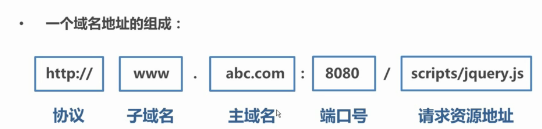 • 一个域名地址的组成：
http:// www . abc.com : 8080 / scripts/jquery.js
协议 子域名 主域名 端口号 请求资源地址